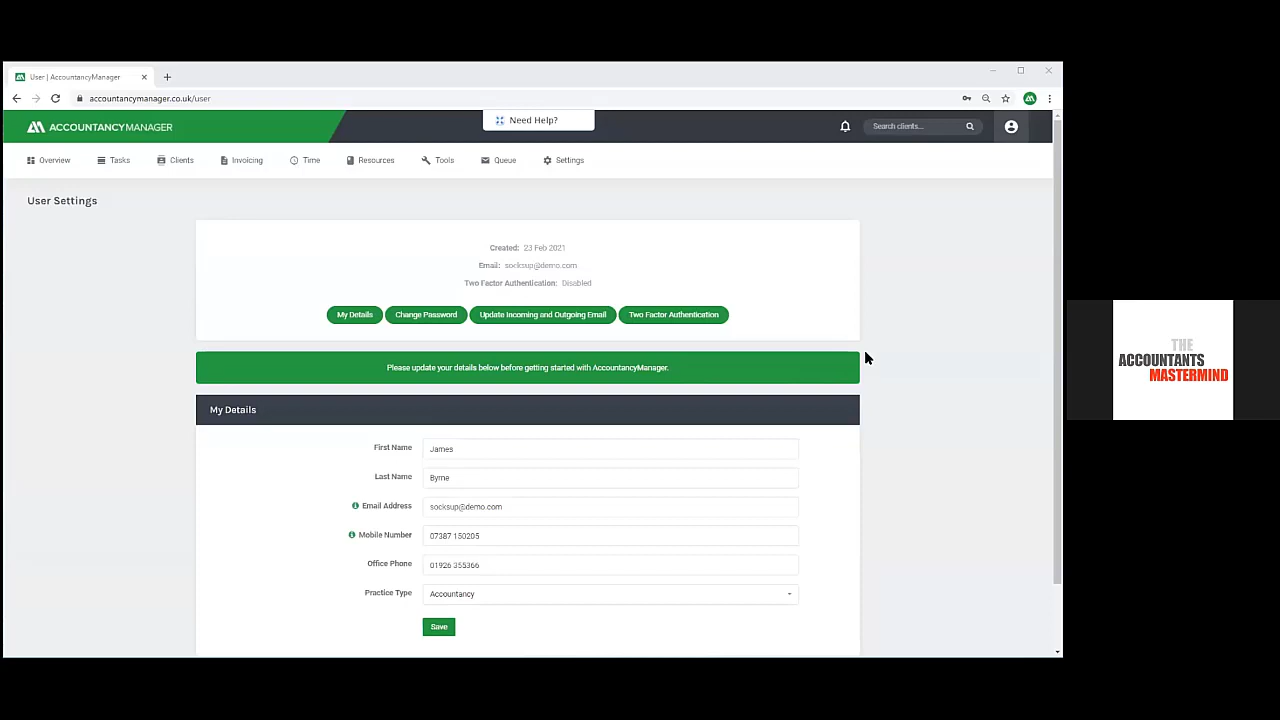 User | AccountancyManager
accountancymanager.co.uk/user
ACCOUNTANCYMANAGER
Need Help?
Search clients...
Overview Tasks Clients Invoicing Time Resources Tools Queue Settings
User Settings
Created: 23 Feb 2021
Email: socksup@demo.com
Two Factor Authentication: Disabled
My Details Change Password Update Incoming and Outgoing Email Two Factor Authentication
Please update your details below before getting started with AccountancyManager.
My Details
First Name James
Last Name Byrne
Email Address socksup@demo.com
Mobile Number 07387 150205
Office Phone 01926 355366
Practice Type Accountancy
Save
THE
ACCOUNTANTS
MASTERMIND